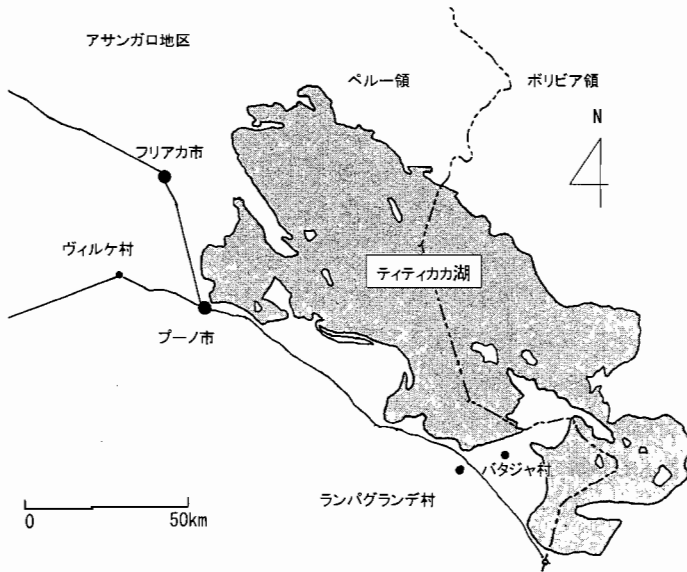 アサンガロ地区
ペルー領
ボリビア領
N
フリアカ市
ヴィルケ村
ティティカカ湖
プーノ市
バタジャ村
ランパグランデ村
0
50km